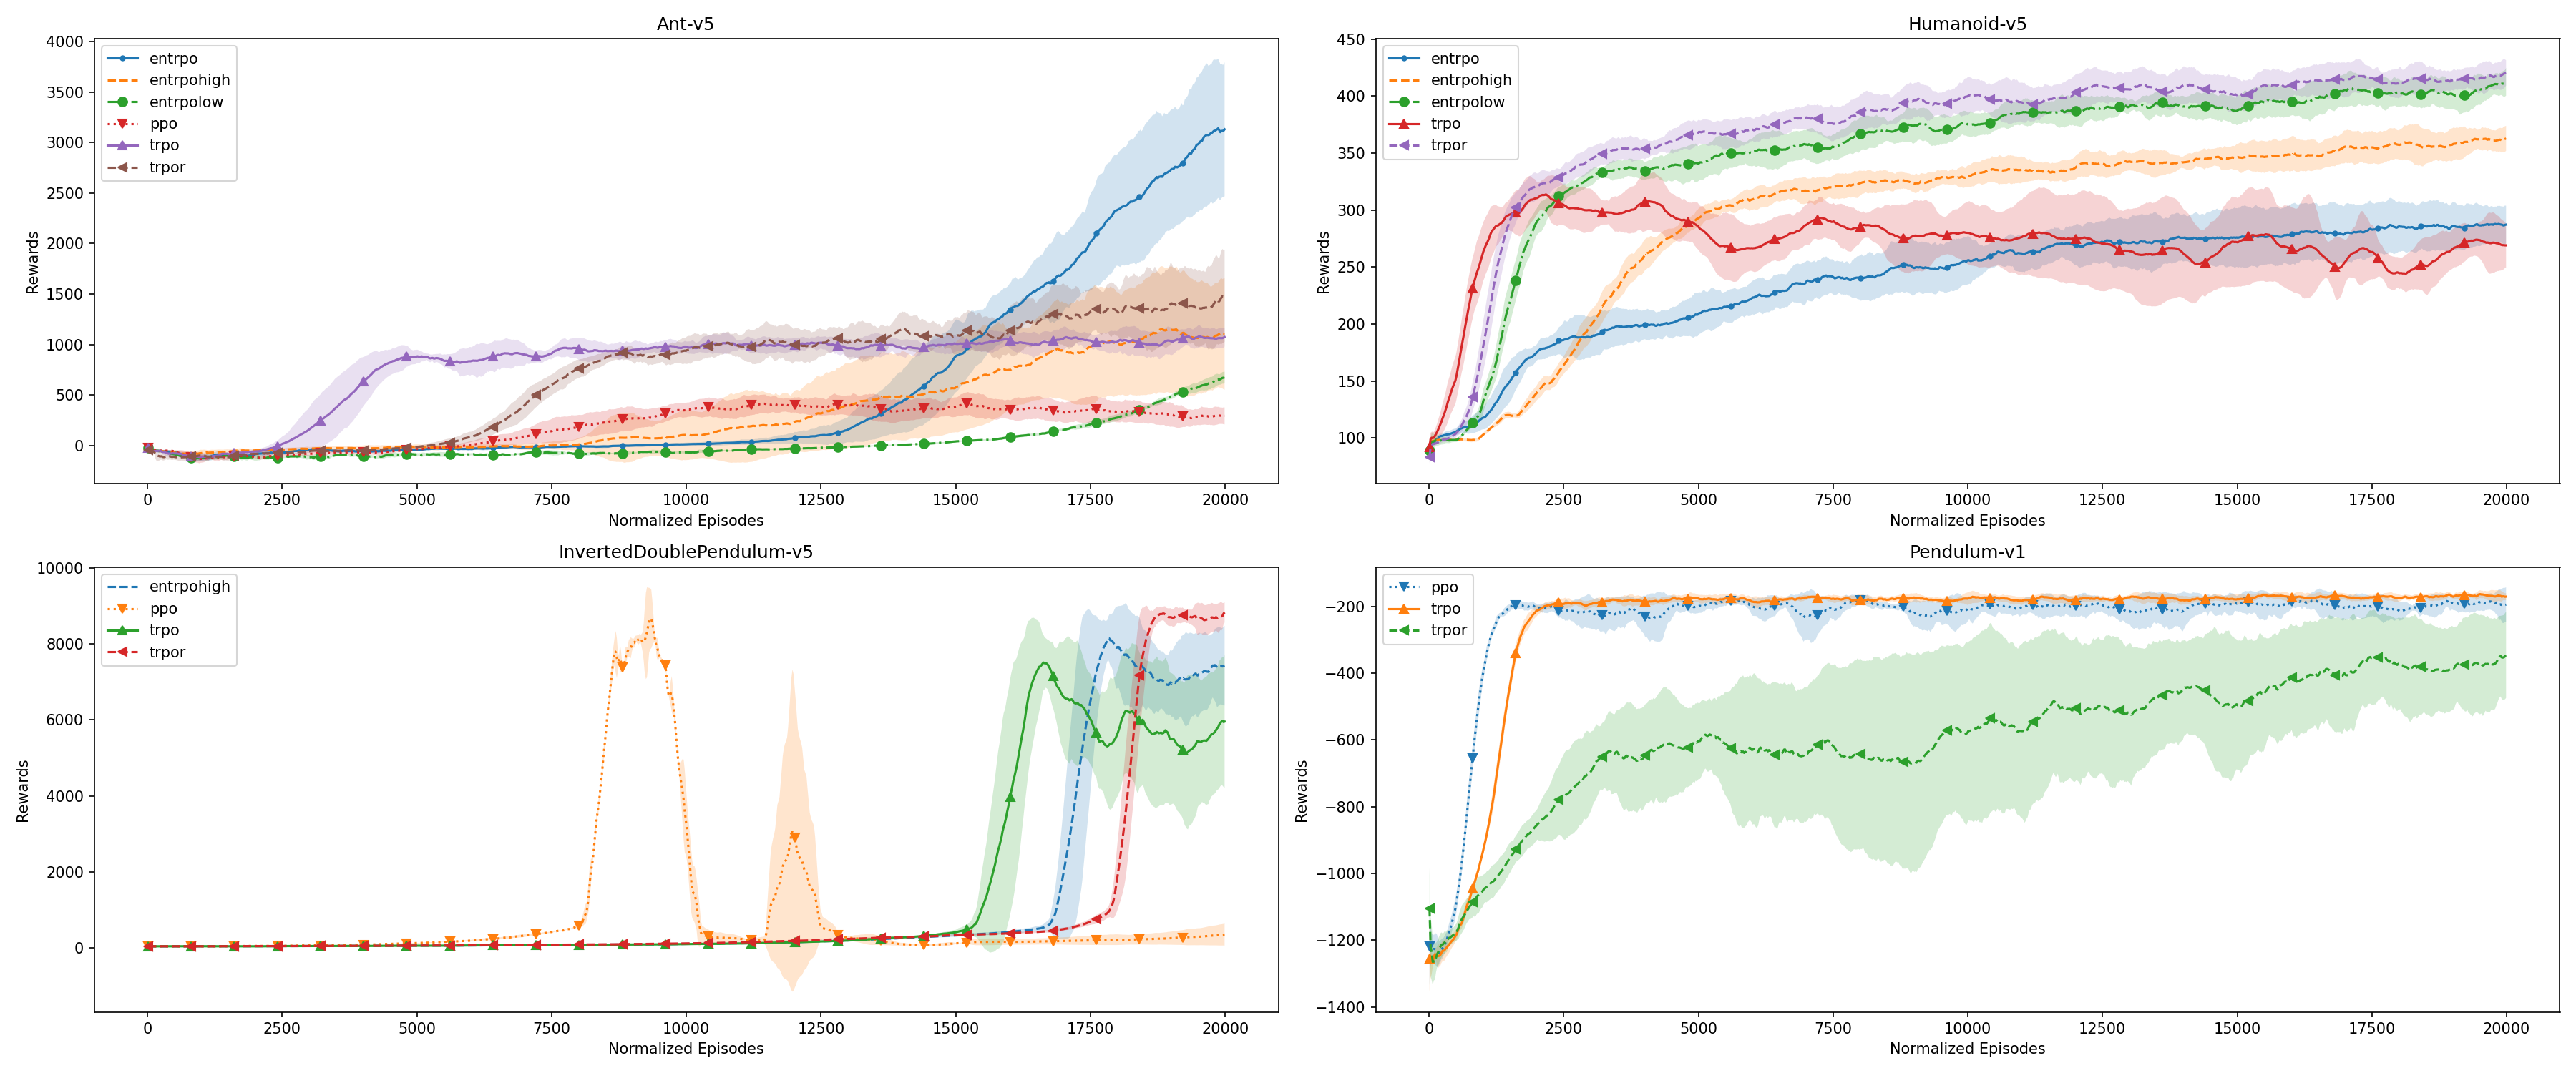 Ant-v5
4000
3500
3000
2500
2000
1500
1000
500
0
Rewards
entrpo
entrpohigh
entrpolow
ppo
trpo
trpor
0 2500 5000 7500 10000 12500 15000 17500 20000
Normalized Episodes
Humanoid-v5
450
400
350
300
250
200
150
100
Rewards
entrpo
entrpohigh
entrpolow
trpo
trpor
0 2500 5000 7500 10000 12500 15000 17500 20000
Normalized Episodes
InvertedDoublePendulum-v5
10000
8000
6000
4000
2000
0
Rewards
entrpohigh
ppo
trpo
trpor
0 2500 5000 7500 10000 12500 15000 17500 20000
Normalized Episodes
Pendulum-v1
−200
−400
−600
−800
−1000
−1200
−1400
Rewards
ppo
trpo
trpor
0 2500 5000 7500 10000 12500 15000 17500 20000
Normalized Episodes